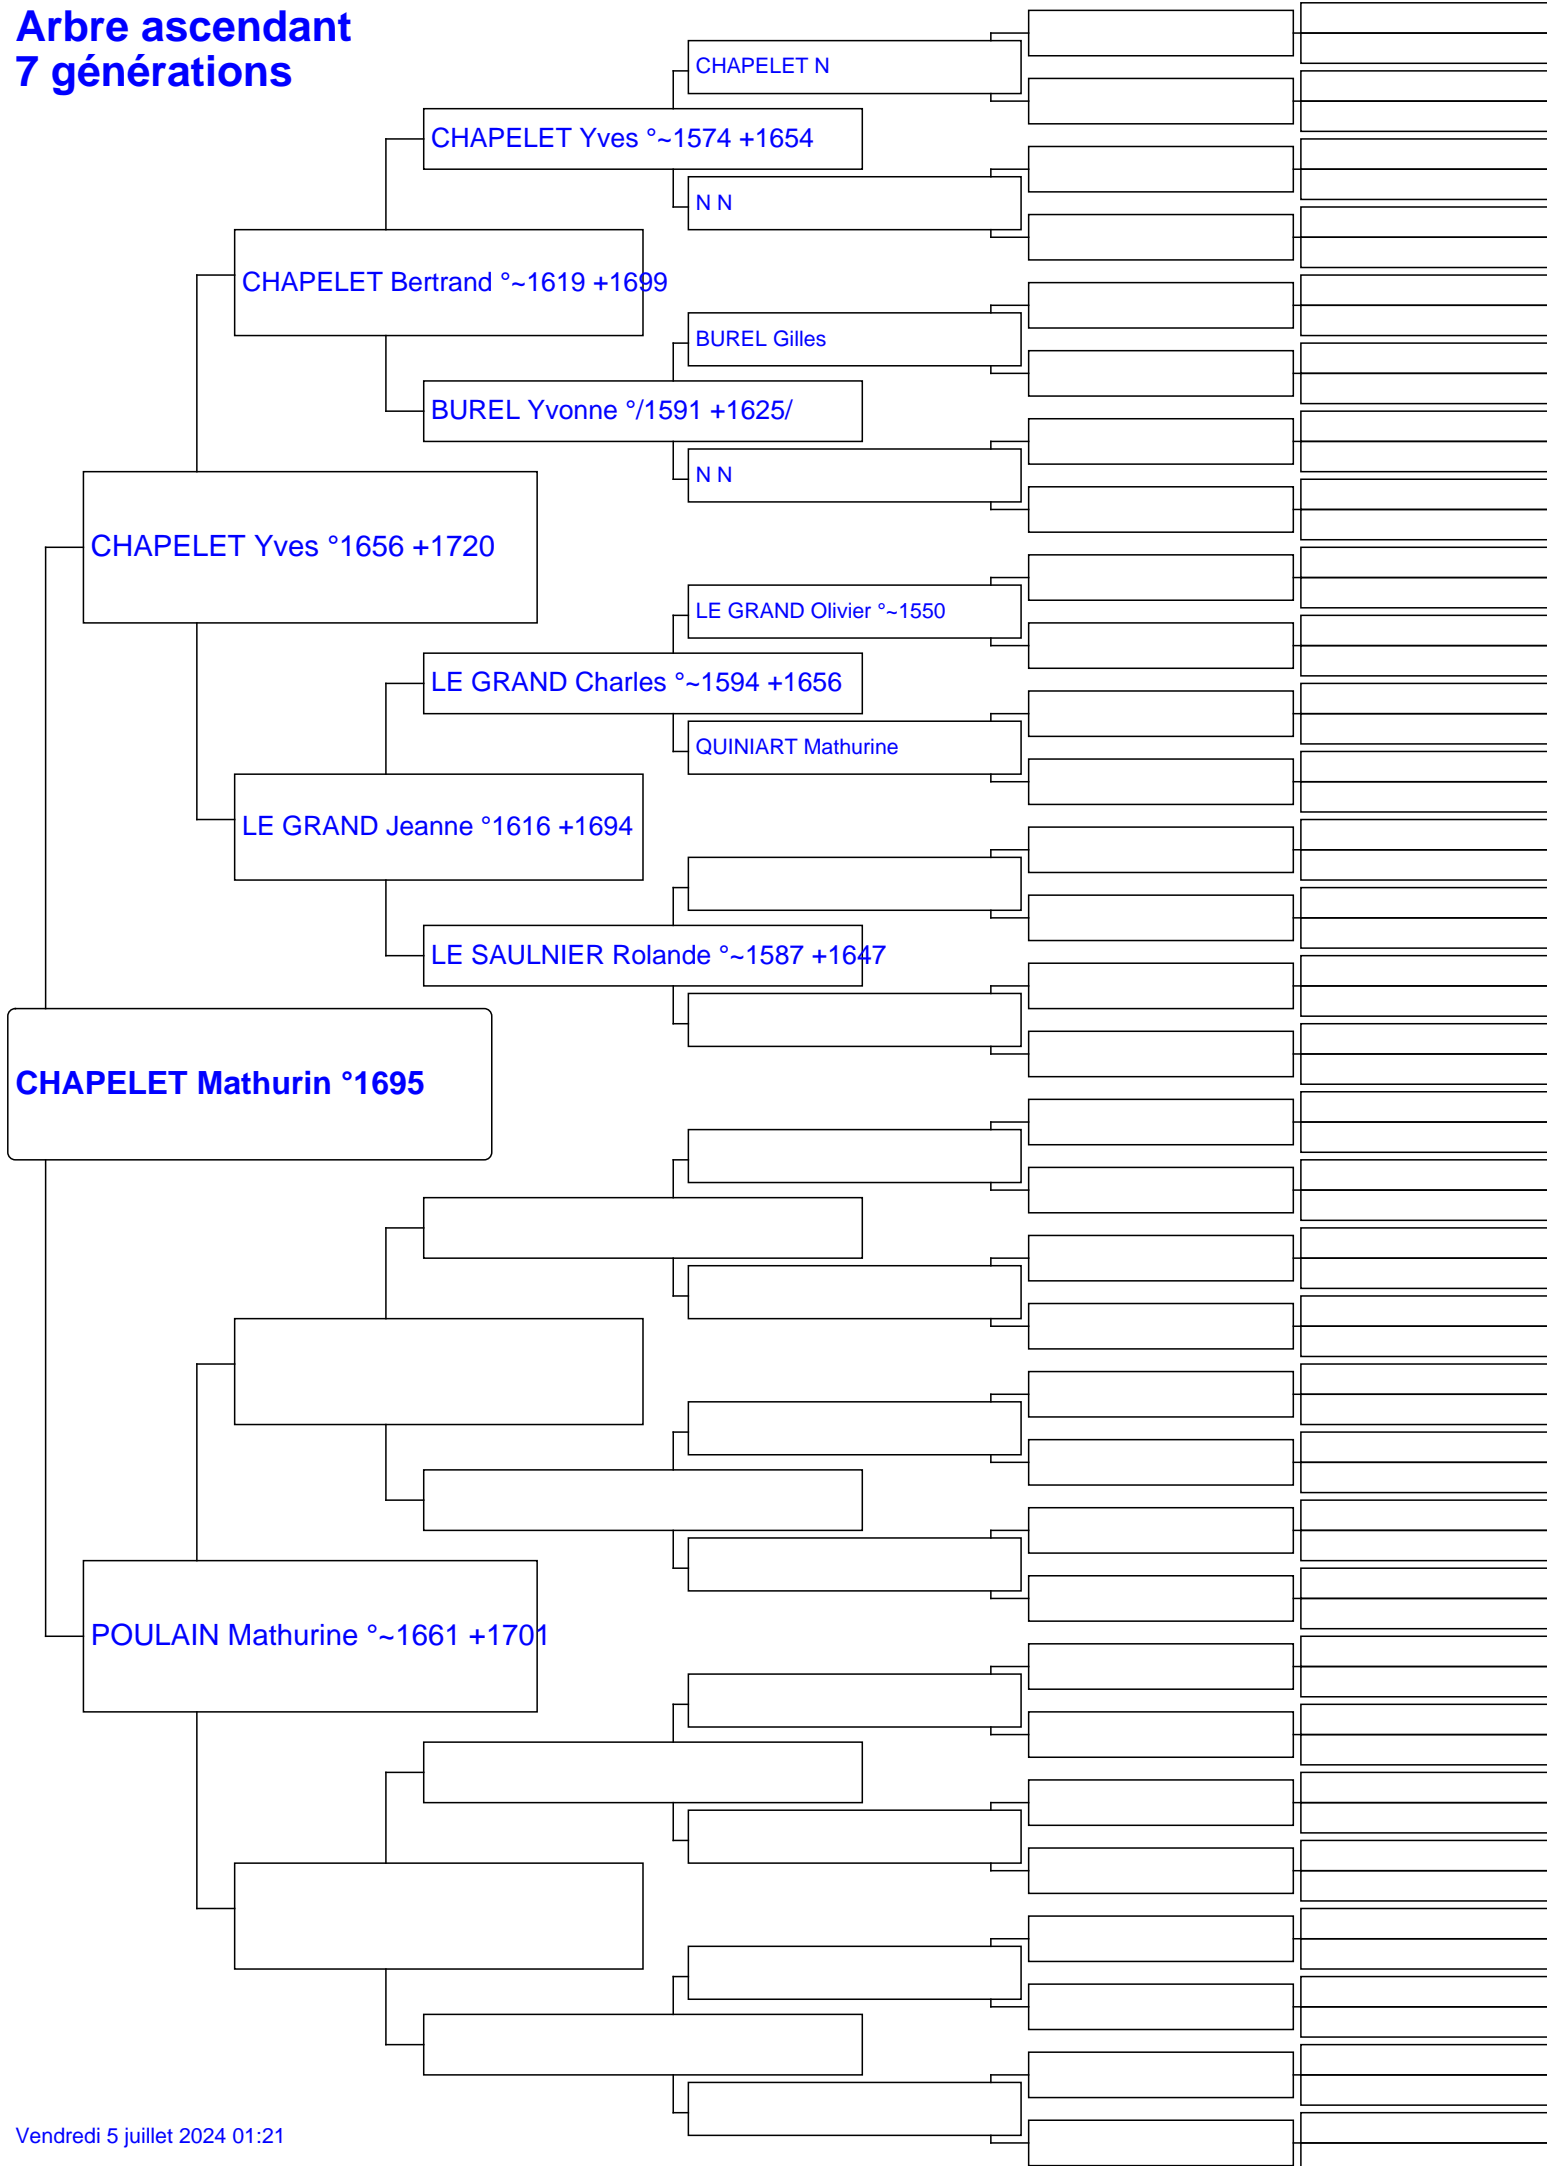 Arbre ascendant
7 générations
CHAPELET N
CHAPELET Yves °~1574 +1654
N N
CHAPELET Bertrand °~1619 +1699
BUREL Gilles
BUREL Yvonne °/1591 +1625/
N N
CHAPELET Yves °1656 +1720
LE GRAND Olivier °~1550
LE GRAND Charles °~1594 +1656
QUINIART Mathurine
LE GRAND Jeanne °1616 +1694
LE SAULNIER Rolande °~1587 +1647
CHAPELET Mathurin °1695
POULAIN Mathurine °~1661 +1701
Vendredi 5 juillet 2024 01:21